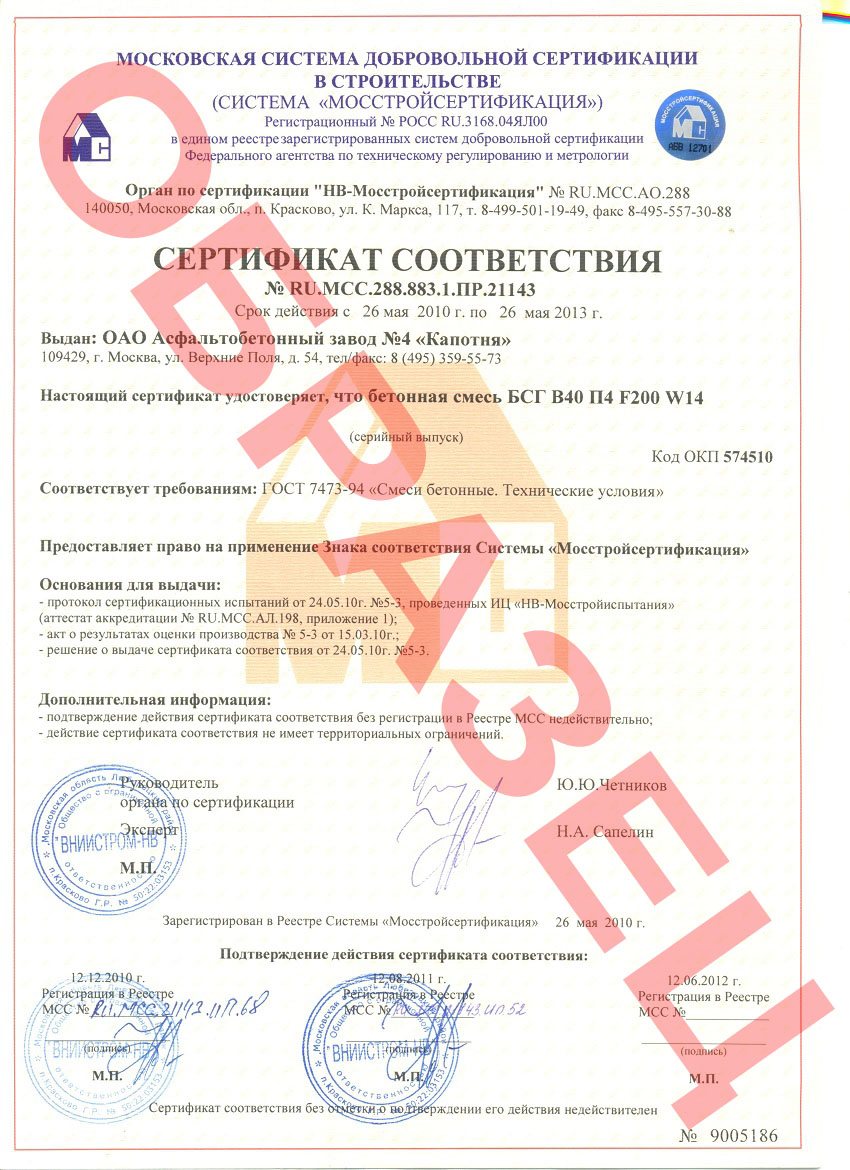 МОСКОВСКАЯ СИСТЕМА ДОБРОВОЛЬНОЙ СЕРТИФИКАЦИИ
В СТРОИТЕЛЬСТВЕ
(СИСТЕМА «МОССТРОЙСЕРТИФИКАЦИЯ»)
Регистрационный № РОСС RU.3168.04ЯЛ00
в едином реестре зарегистрированных систем добровольной сертификации
Федерального агентства по техническому регулированию и метрологии
МС
МОССТРОЙСЕРТИФИКАЦИЯ
МС
АБВ 12701
Орган по сертификации "НВ-Мосстройсертификация" № RU.МСС.АО.288
140050, Московская обл., п. Красково, ул. К. Маркса, 117, т. 8-499-501-19-49, факс 8-495-557-30-88
СЕРТИФИКАТ СООТВЕТСТВИЯ
№ RU.МСС.288.883.1.ПР.21143
Срок действия с 26 мая 2010 г. по 26 мая 2013 г.
Выдан: ОАО Асфальтобетонный завод №4 «Капотня»
109429, г. Москва, ул. Верхние Поля, д. 54, тел/факс: 8 (495) 359-55-73
Настоящий сертификат удостоверяет, что бетонная смесь БСГ В40 П4 F200 W14
(серийный выпуск)
Код ОКП 574510
Соответствует требованиям: ГОСТ 7473-94 «Смеси бетонные. Технические условия»
Предоставляет право на применение Знака соответствия Системы «Мосстройсертификация»
Основания для выдачи:
- протокол сертификационных испытаний от 24.05.10г. №5-3, проведенных ИЦ «НВ-Мосстройиспытания»
(аттестат аккредитации № RU.МСС.АЛ.198, приложение 1);
- акт о результатах оценки производства № 5-3 от 15.03.10г.;
- решение о выдаче сертификата соответствия от 24.05.10г. №5-3.
Дополнительная информация:
- подтверждение действия сертификата соответствия без регистрации в Реестре МСС недействительно;
- действие сертификата соответствия не имеет территориальных ограничений.
Руководитель
органа по сертификации
Ю.Ю.Четников
Эксперт
Н.А. Сапелин
М.П.
Московская область Люберецкий район
Общество с ограниченной
"ВНИИСТРОМ-НВ"
ответственностью
п.Красково Г.Р. № 50:22:03153
Зарегистрирован в Реестре Системы «Мосстройсертификация» 26 мая 2010 г.
Подтверждение действия сертификата соответствия:
12.12.2010 г.
Регистрация в Реестре
МСС № RU.МСС.21143.ИП.68
(подпись)
М.П.
12.08.2011 г.
Регистрация в Реестре
МСС №
(подпись)
М.П.
12.06.2012 г.
Регистрация в Реестре
МСС №
(подпись)
М.П.
Сертификат соответствия без отметки о подтверждении его действия недействителен
№ 9005186
ОБРАЗЕЦ